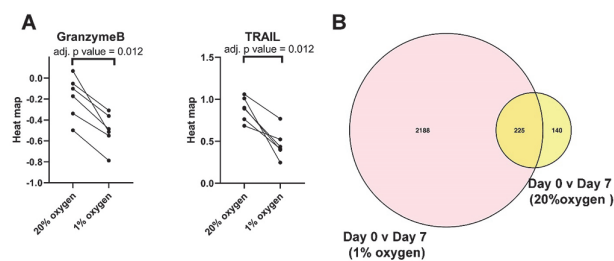 A
B
GranzymeB
adj. p value = 0.012
Heat map
0.0
-0.2
-0.4
-0.6
-0.8
-1.0
20% oxygen
1% oxygen
TRAIL
adj. p value = 0.012
Heat map
1.5
1.0
0.5
0.0
20% oxygen
1% oxygen
2188
225
140
Day 0 v Day 7
(20%oxygen )
Day 0 v Day 7
(1% oxygen)